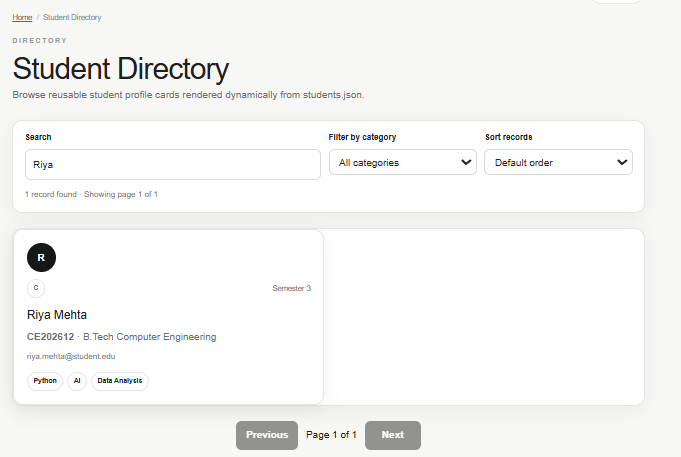 Home / Student Directory
DIRECTORY
Student Directory
Browse reusable student profile cards rendered dynamically from students.json.
Search Filter by category Sort records
Riya All categories Default order
1 record found · Showing page 1 of 1
R
C Semester 3
Riya Mehta
CE202612 · B.Tech Computer Engineering
riya.mehta@student.edu
Python AI Data Analysis
Previous Page 1 of 1 Next